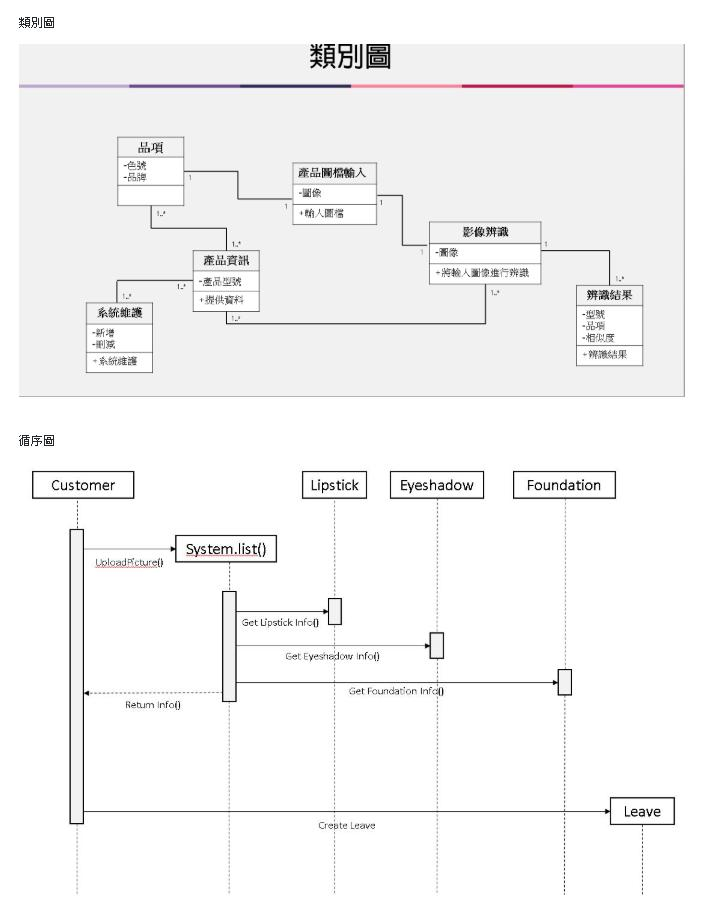 類別圖
類別圖
品項
-色號
-品牌
1
1..*
產品圖檔輸入
-圖像
+輸入圖檔
1
1
影像辨識
-圖像
+將輸入圖像進行辨識
1
1
1..*
1..*
產品資訊
-產品型號
+提供資料
1..*
1..*
1..*
系統維護
-新增
-刪減
+系統維護
1..*
辨識結果
-型號
-品項
-相似度
+辨識結果
循序圖
Customer
Lipstick
Eyeshadow
Foundation
System.list()
UploadPicture()
Get Lipstick Info()
Get Eyeshadow Info()
Get Foundation Info()
Return Info()
Leave
Create Leave